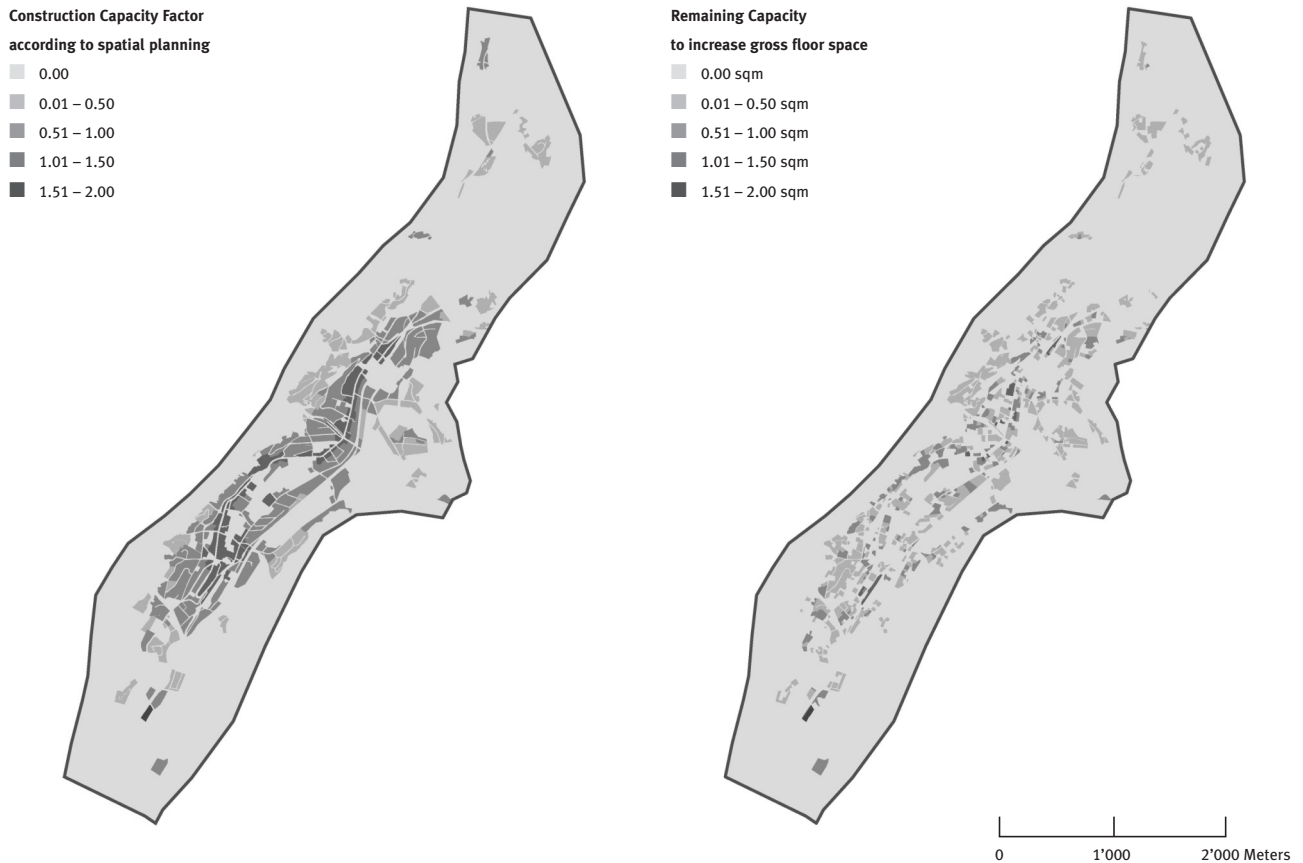 Construction Capacity Factor
according to spatial planning
0.00
0.01 – 0.50
0.51 – 1.00
1.01 – 1.50
1.51 – 2.00
Remaining Capacity
to increase gross floor space
0.00 sqm
0.01 – 0.50 sqm
0.51 – 1.00 sqm
1.01 – 1.50 sqm
1.51 – 2.00 sqm
0 1'000 2'000 Meters